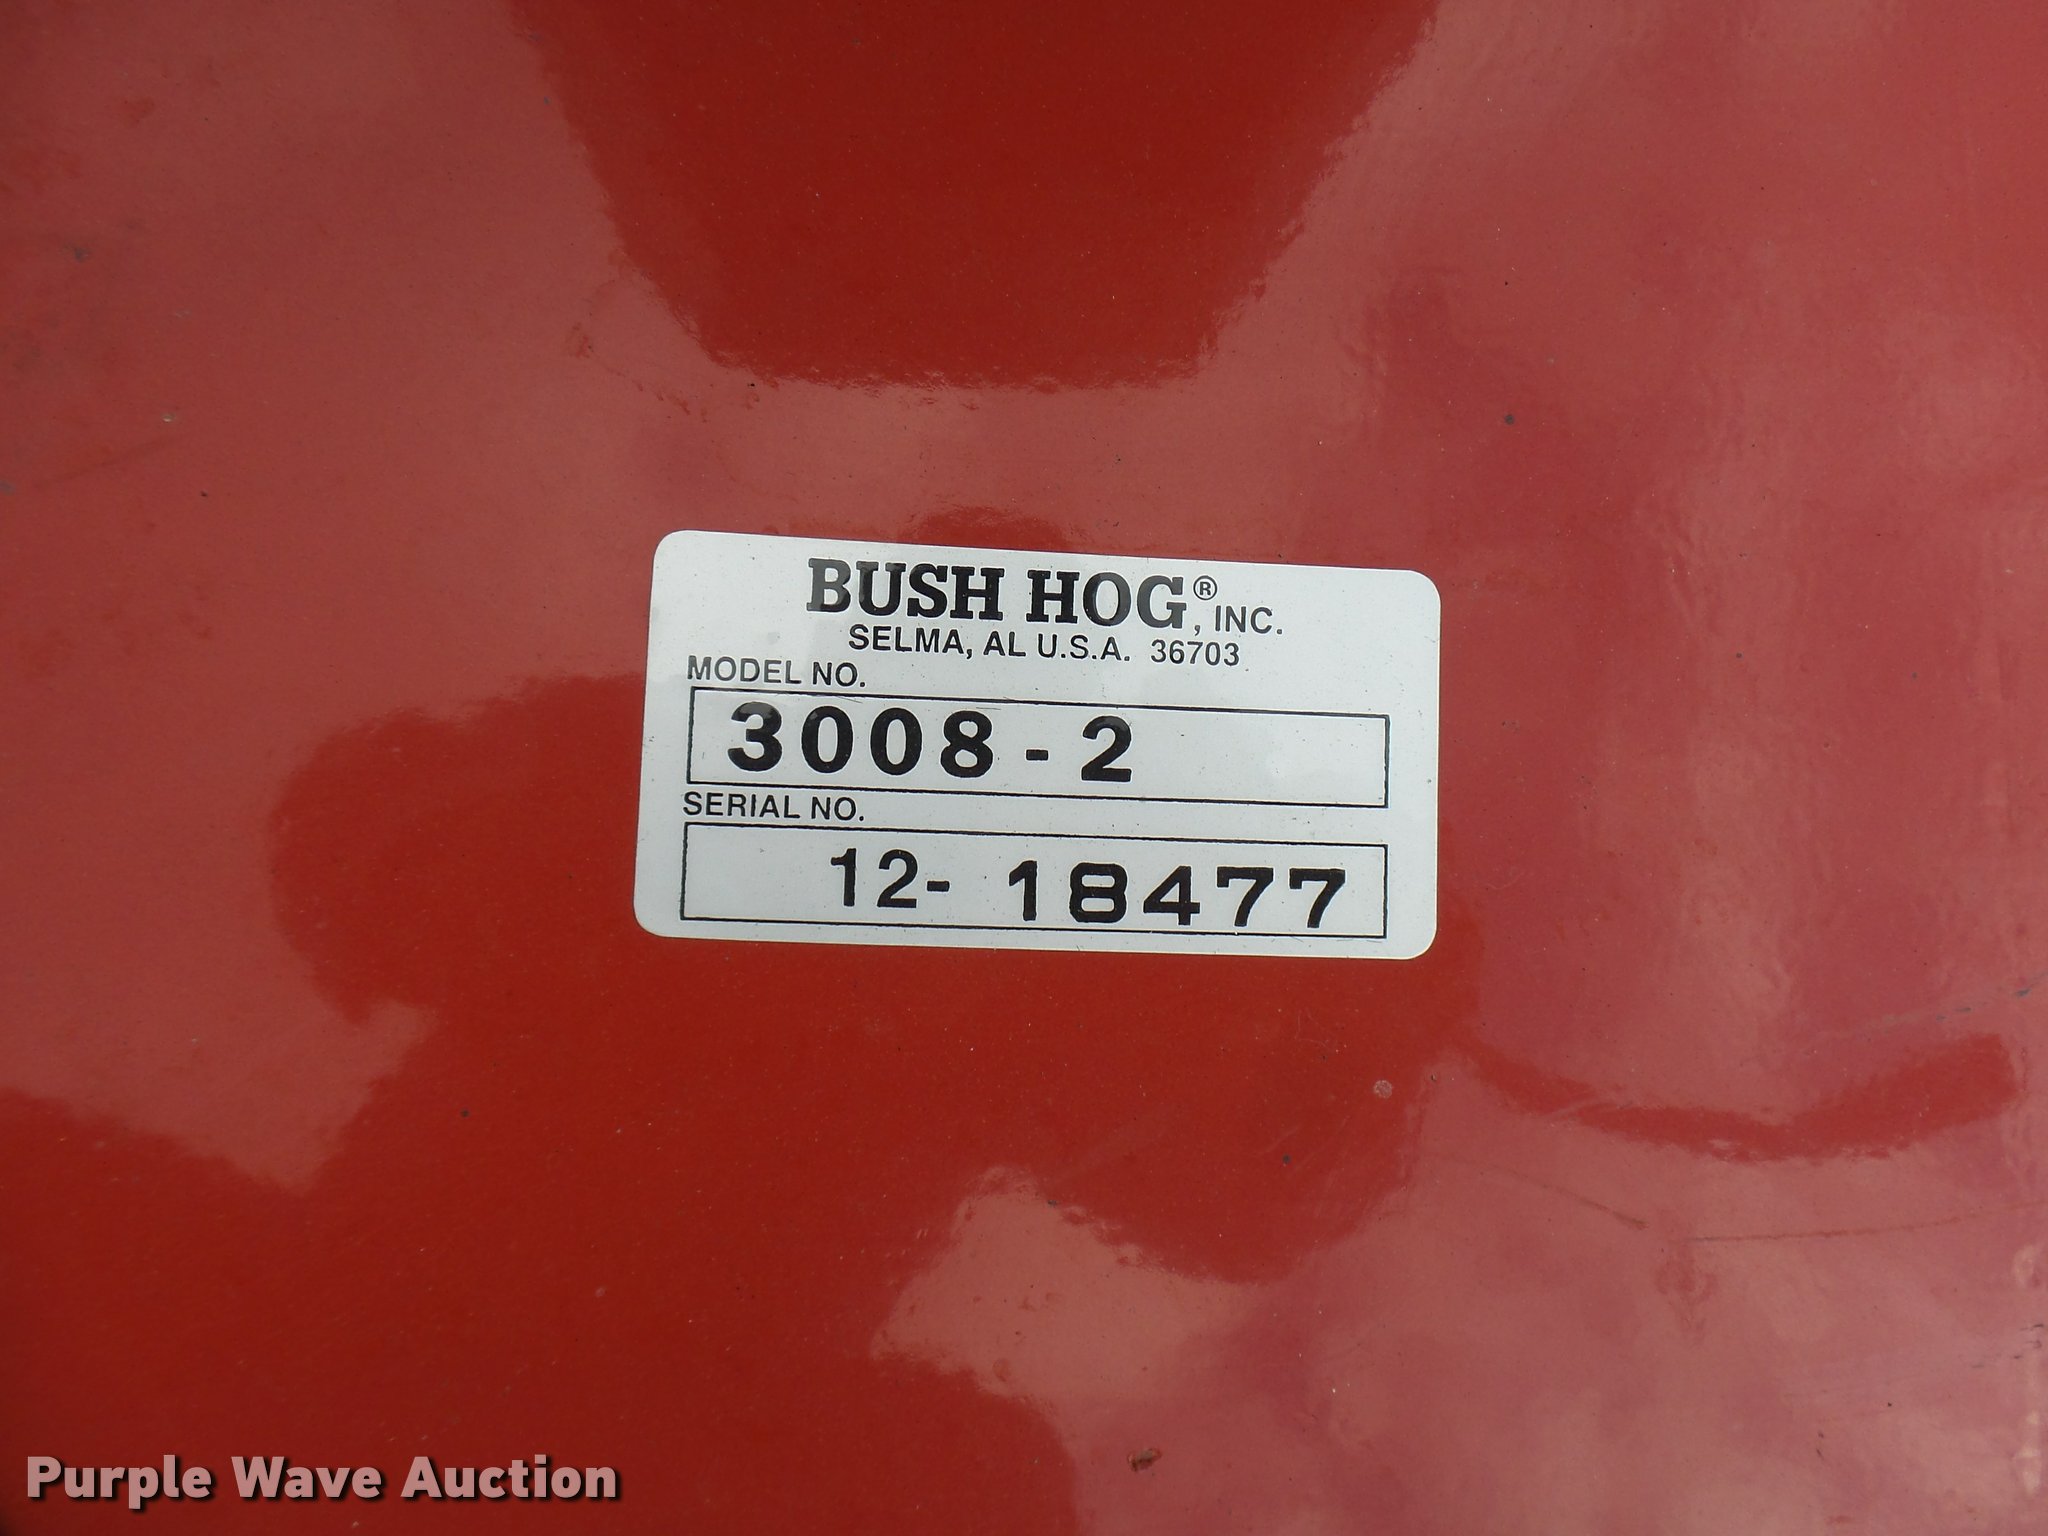 BUSH HOG®, INC.
SELMA, AL U.S.A. 36703
MODEL NO.
3008-2
SERIAL NO.
12- 18477
Purple Wave Auction